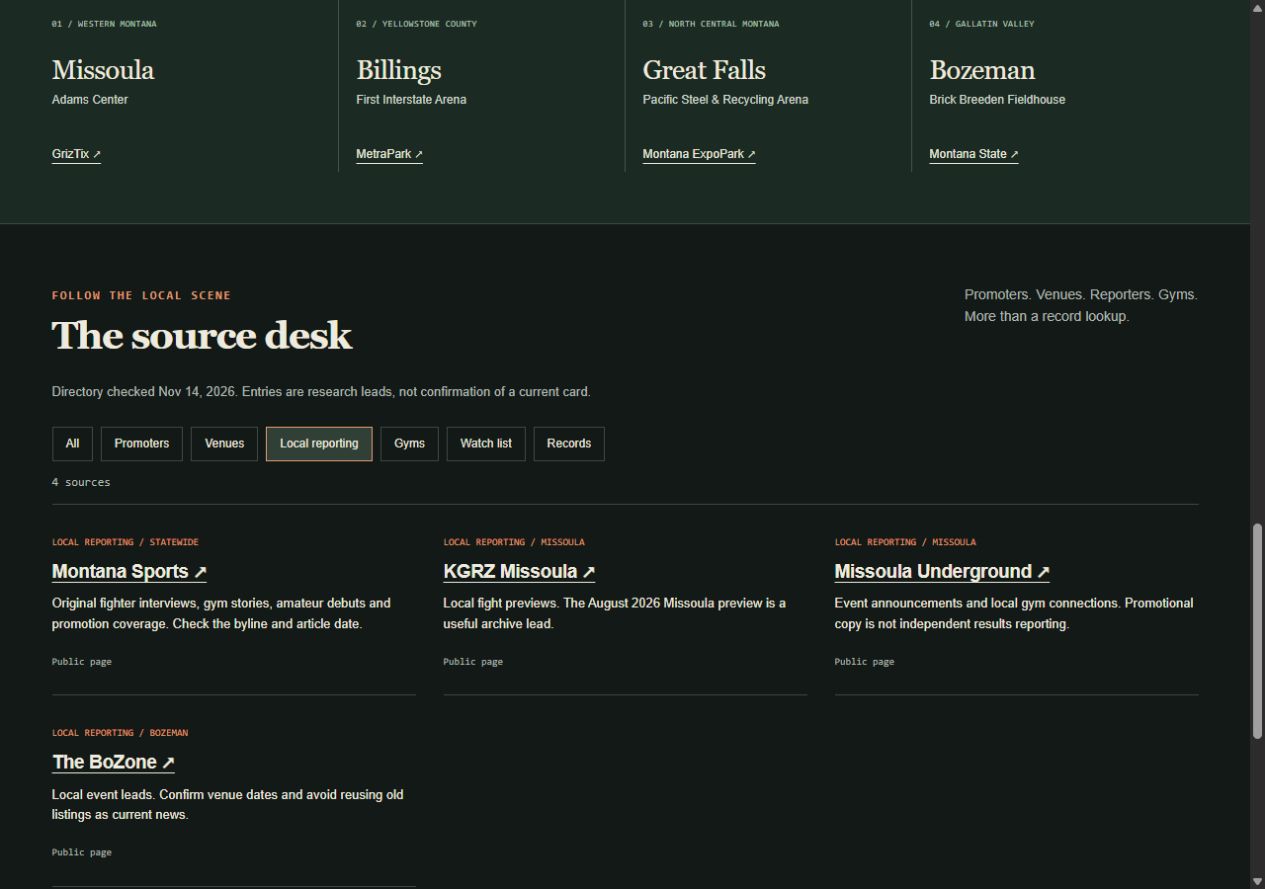 01 / WESTERN MONTANA
Missoula
Adams Center
GrizTix ↗
02 / YELLOWSTONE COUNTY
Billings
First Interstate Arena
MetraPark ↗
03 / NORTH CENTRAL MONTANA
Great Falls
Pacific Steel & Recycling Arena
Montana ExpoPark ↗
04 / GALLATIN VALLEY
Bozeman
Brick Breeden Fieldhouse
Montana State ↗
FOLLOW THE LOCAL SCENE
The source desk
Promoters. Venues. Reporters. Gyms.
More than a record lookup.
Directory checked Nov 14, 2026. Entries are research leads, not confirmation of a current card.
All
Promoters
Venues
Local reporting
Gyms
Watch list
Records
4 sources
LOCAL REPORTING / STATEWIDE
Montana Sports ↗
Original fighter interviews, gym stories, amateur debuts and
promotion coverage. Check the byline and article date.
Public page
LOCAL REPORTING / MISSOULA
KGRZ Missoula ↗
Local fight previews. The August 2026 Missoula preview is a
useful archive lead.
Public page
LOCAL REPORTING / MISSOULA
Missoula Underground ↗
Event announcements and local gym connections. Promotional
copy is not independent results reporting.
Public page
LOCAL REPORTING / BOZEMAN
The BoZone ↗
Local event leads. Confirm venue dates and avoid reusing old
listings as current news.
Public page